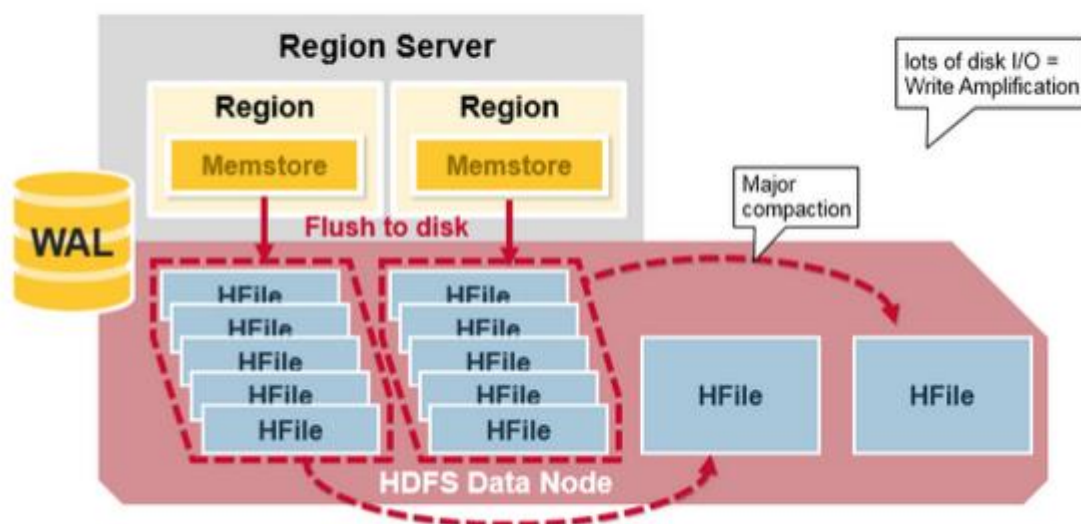 Region Server
lots of disk I/O =
Write Amplification
Region
Region
Memstore
Memstore
Major
compaction
WAL
Flush to disk
HFile
HFile
HFile
HFile
HFile
HFile
HFile
HFile
HFile
HFile
HFile
HFile
HDFS Data Node